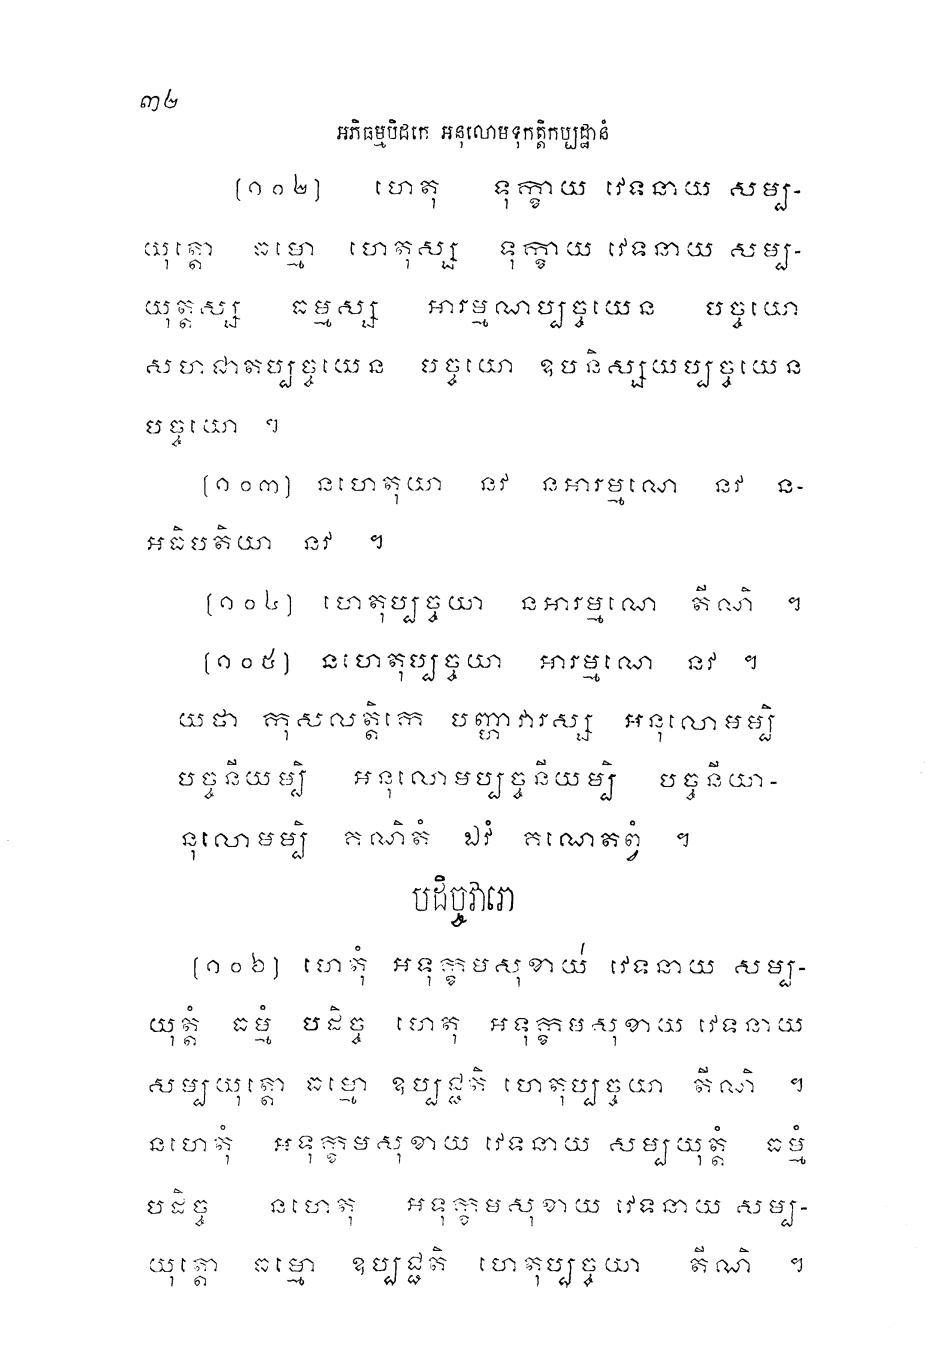 ៣២
អភិធម្មបិដកេ អនុលោមទុកត្តិកប្បដ្ឋានំ
(១០២) ហេតុ ទុក្ខាយ វេទនាយ សម្ប-
យុត្តោ ធម្មោ ហេតុស្ស ទុក្ខាយ វេទនាយ សម្ប-
យុត្តស្ស ធម្មស្ស អារម្មណប្បច្ចយេន បច្ចយោ
សហជាតប្បច្ចយេន បច្ចយោ ឧបនិស្សយប្បច្ចយេន
បច្ចយោ ។
(១០៣) នហេតុយា នវ នអារម្មណេ នវ ន-
អធិបតិយា នវ ។
(១០៤) ហេតុប្បច្ចយា នអារម្មណេ តីណិ ។
(១០៥) នហេតុប្បច្ចយា អារម្មណេ នវ ។
យថា កុសលត្តិកេ បញ្ហាវារស្ស អនុលោមម្បិ
បច្ចនីយម្បិ អនុលោមប្បច្ចនីយម្បិ បច្ចនីយា-
នុលោមម្បិ គណិតំ ឯវំ គណេតព្វំ ។
បដិច្ចវារោ
(១០៦) ហេតុំ អទុក្ខមសុខាយ់ វេទនាយ សម្ប-
យុត្តំ ធម្មំ បដិច្ច ហេតុ អទុក្ខមសុខាយ វេទនាយ
សម្បយុត្តោ ធម្មោ ឧប្បជ្ជតិ ហេតុប្បច្ចយា តីណិ ។
នហេតុំ អទុក្ខមសុខាយ វេទនាយ សម្បយុត្តំ ធម្មំ
បដិច្ច នហេតុ អទុក្ខមសុខាយ វេទនាយ សម្ប-
យុត្តោ ធម្មោ ឧប្បជ្ជតិ ហេតុប្បច្ចយា តីណិ ។